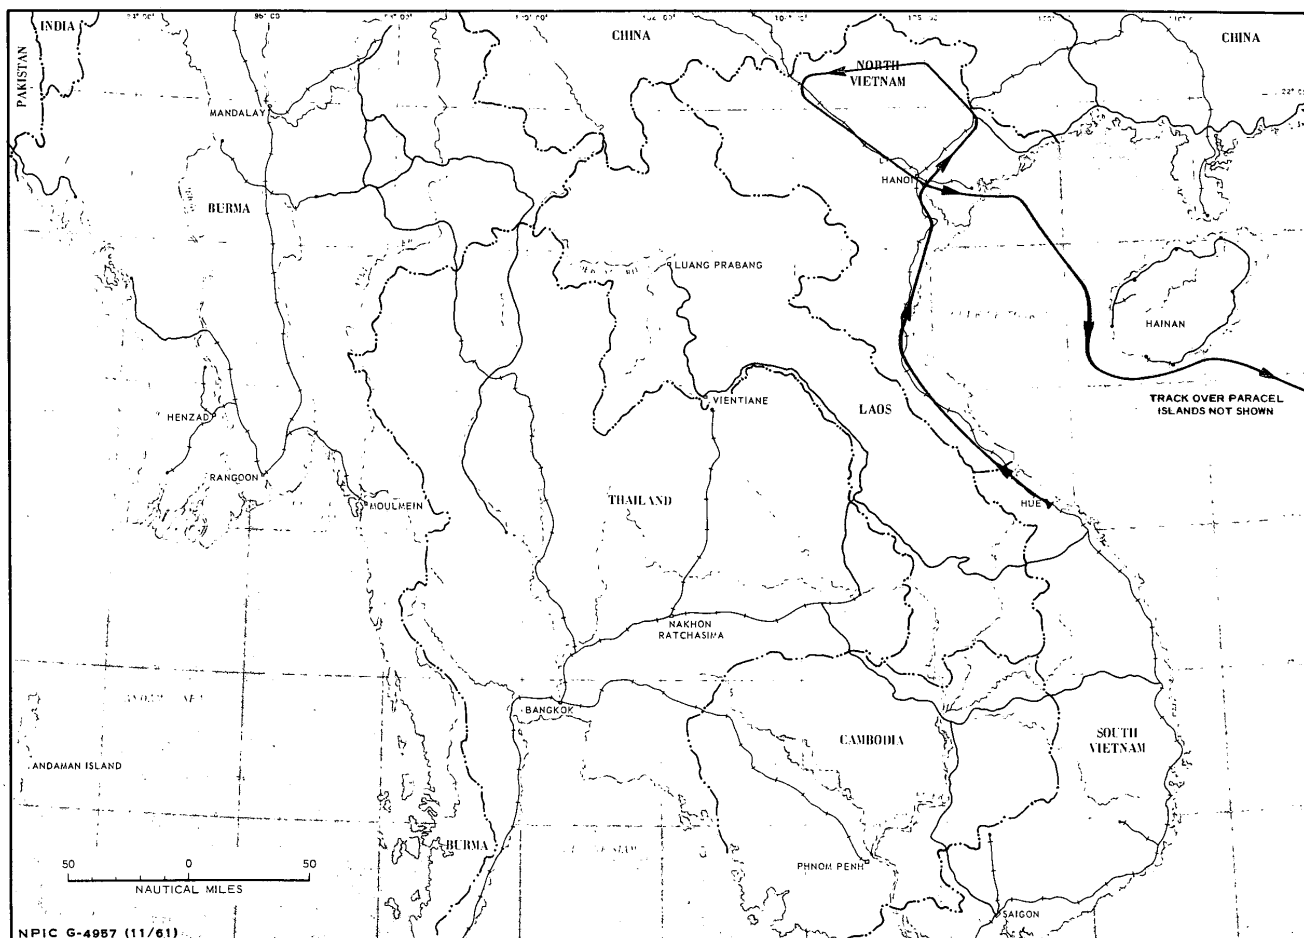 INDIA
CHINA
CHINA
PAKISTAN
NORTH
VIETNAM
MANDALAY
HANOI
BURMA
LUANG PRABANG
HAINAN
VIENTIANE
TRACK OVER PARACEL
ISLANDS NOT SHOWN
LAOS
HENZAD
RANGOON
MOULMEIN
THAILAND
HUE
NAKHON
RATCHASIMA
BANGKOK
CAMBODIA
SOUTH
VIETNAM
ANDAMAN ISLAND
BURMA
PHNOM PENH
50 0 50
NAUTICAL MILES
SAIGON
NPIC G-4957 (11/61)